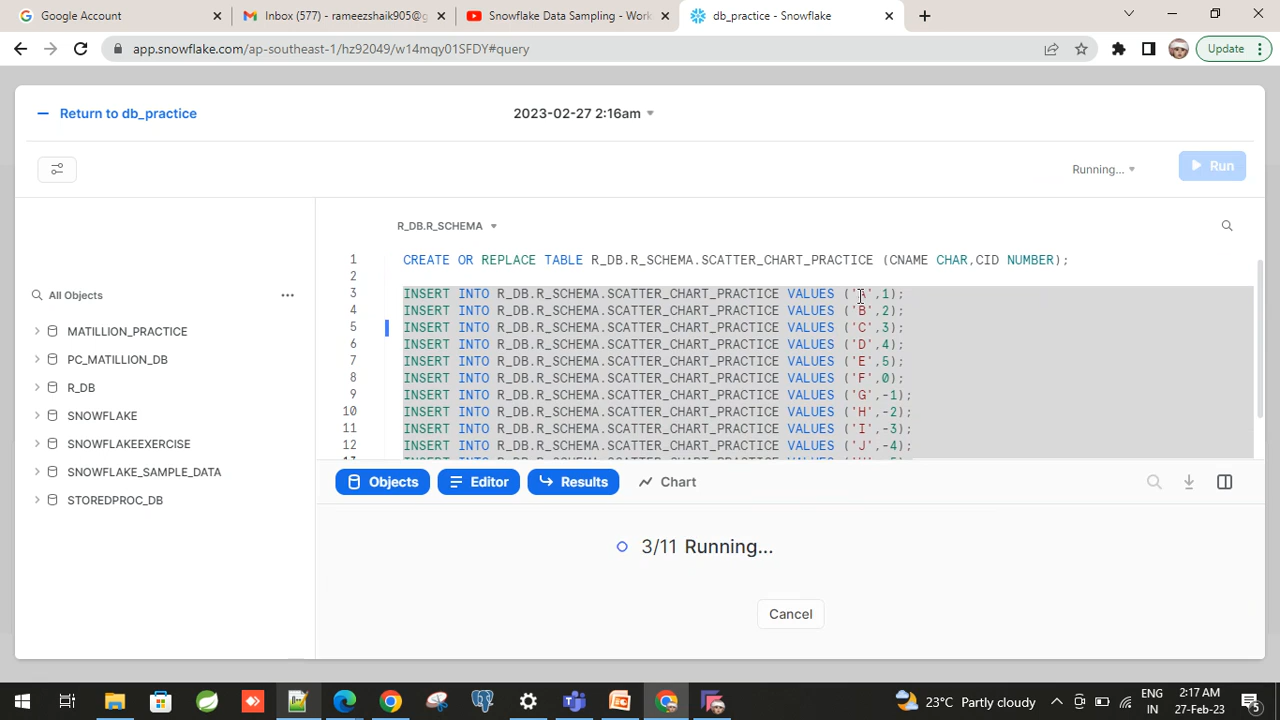 Google Account
Inbox (577) - rameezshaik905@g
Snowflake Data Sampling - Work
db_practice - Snowflake
app.snowflake.com/ap-southeast-1/hz92049/w14mqy01SFDY#query
Update
Return to db_practice
2023-02-27 2:16am
Running...
Run
R_DB.R_SCHEMA
All Objects
MATILLION_PRACTICE
PC_MATILLION_DB
R_DB
SNOWFLAKE
SNOWFLAKEEXERCISE
SNOWFLAKE_SAMPLE_DATA
STOREDPROC_DB
1 CREATE OR REPLACE TABLE R_DB.R_SCHEMA.SCATTER_CHART_PRACTICE (CNAME CHAR,CID NUMBER);
2
3 INSERT INTO R_DB.R_SCHEMA.SCATTER_CHART_PRACTICE VALUES ('A',1);
4 INSERT INTO R_DB.R_SCHEMA.SCATTER_CHART_PRACTICE VALUES ('B',2);
5 INSERT INTO R_DB.R_SCHEMA.SCATTER_CHART_PRACTICE VALUES ('C',3);
6 INSERT INTO R_DB.R_SCHEMA.SCATTER_CHART_PRACTICE VALUES ('D',4);
7 INSERT INTO R_DB.R_SCHEMA.SCATTER_CHART_PRACTICE VALUES ('E',5);
8 INSERT INTO R_DB.R_SCHEMA.SCATTER_CHART_PRACTICE VALUES ('F',0);
9 INSERT INTO R_DB.R_SCHEMA.SCATTER_CHART_PRACTICE VALUES ('G',-1);
10 INSERT INTO R_DB.R_SCHEMA.SCATTER_CHART_PRACTICE VALUES ('H',-2);
11 INSERT INTO R_DB.R_SCHEMA.SCATTER_CHART_PRACTICE VALUES ('I',-3);
12 INSERT INTO R_DB.R_SCHEMA.SCATTER_CHART_PRACTICE VALUES ('J',-4);
Objects
Editor
Results
Chart
3/11 Running...
Cancel
23°C Partly cloudy
ENG
IN
2:17 AM
27-Feb-23
5